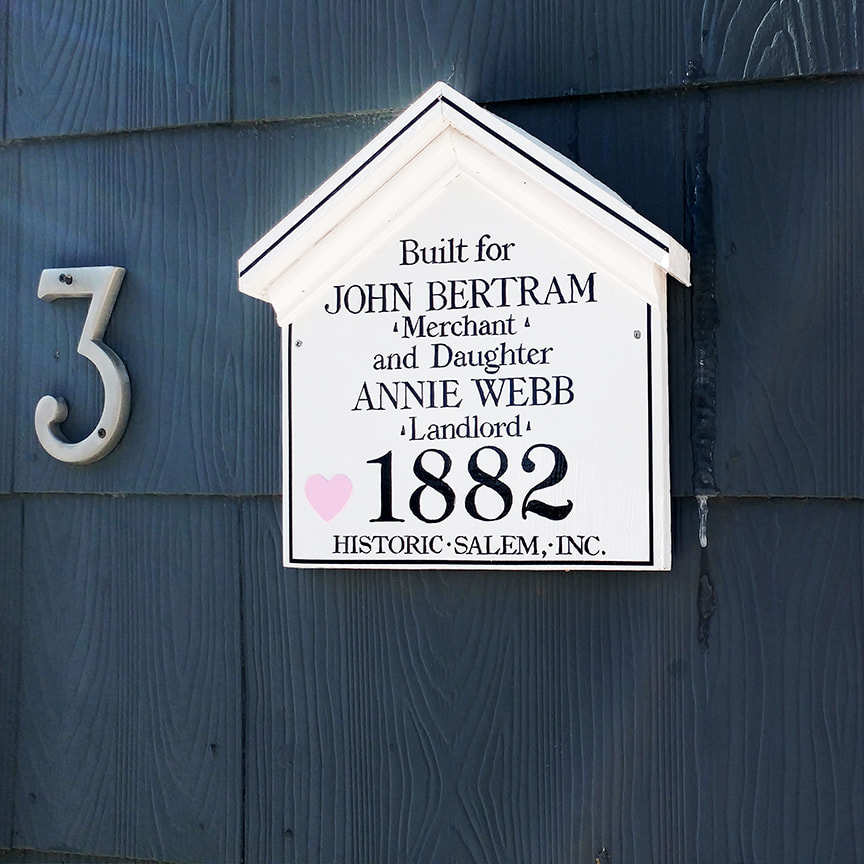 3
Built for
JOHN BERTRAM
Merchant
and Daughter
ANNIE WEBB
Landlord
1882
HISTORIC·SALEM,·INC.